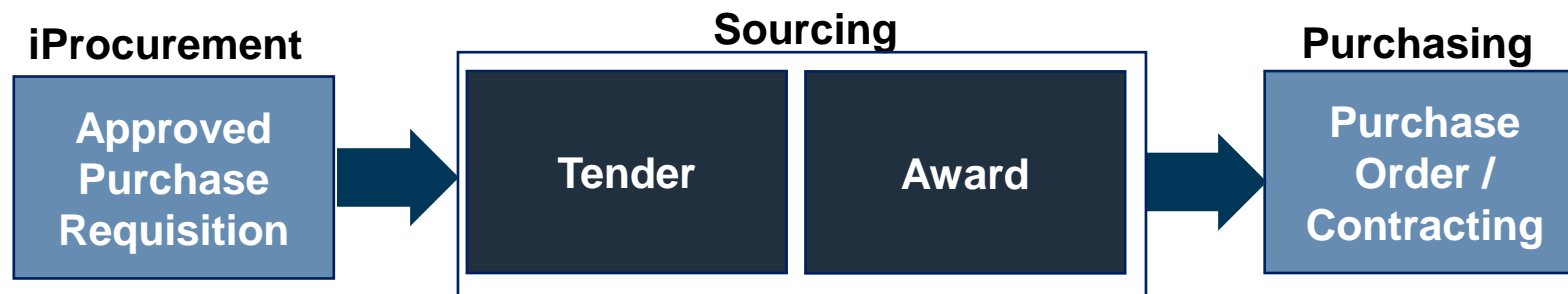 iProcurement
Approved
Purchase
Requisition
Sourcing
Tender
Award
Purchasing
Purchase
Order /
Contracting